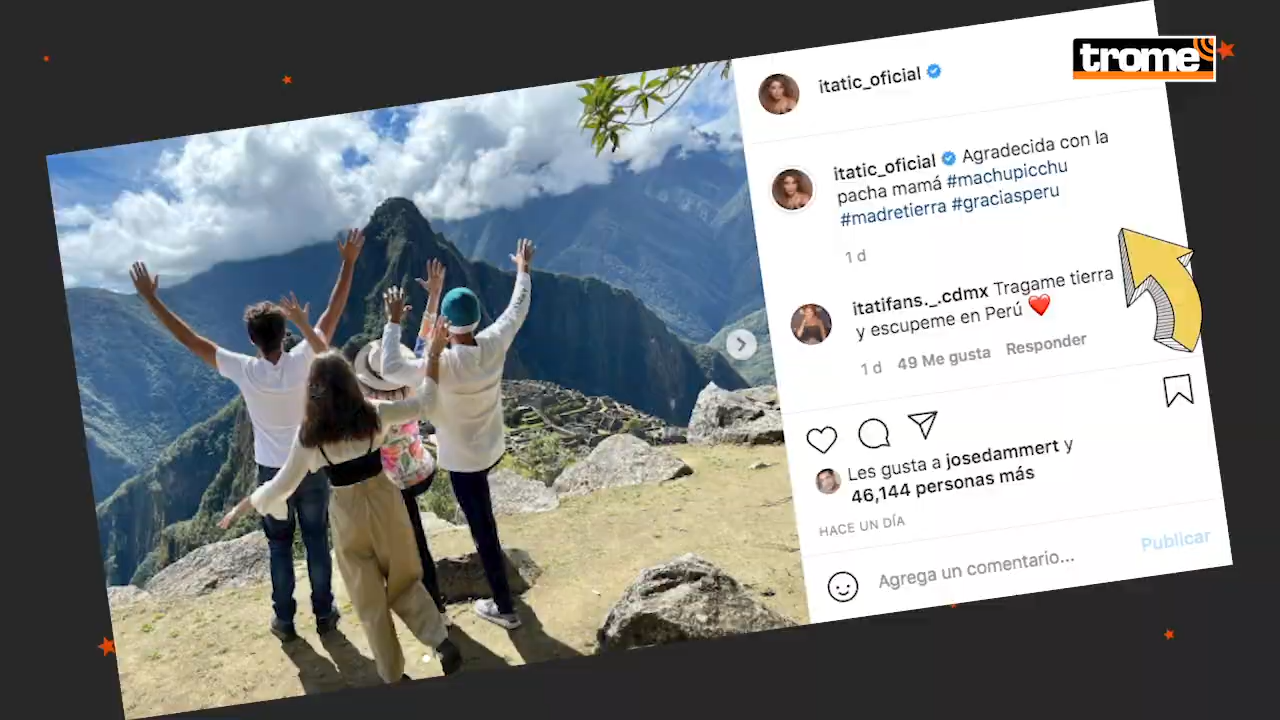 trome
itatic_oficial
itatic_oficial Agradecida con la
pacha mamá #machupicchu
#madretierra #graciasperu
1 d
itatifans._.cdmx Tragame tierra
y escupeme en Perú ❤️
1 d 49 Me gusta Responder
Les gusta a josedammert y
46,144 personas más
HACE UN DÍA
Agrega un comentario... Publicar